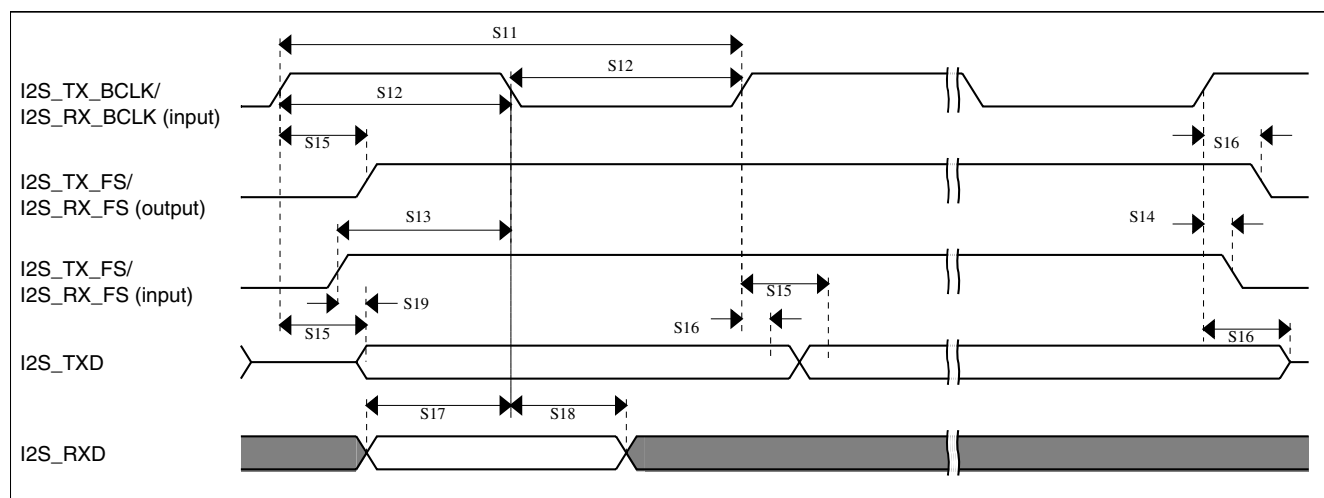 S11
I2S_TX_BCLK/
I2S_RX_BCLK (input)
S12
S12
S15
S16
I2S_TX_FS/
I2S_RX_FS (output)
S13
S14
I2S_TX_FS/
I2S_RX_FS (input)
S19
S15
S15
S16
S16
I2S_TXD
S17
S18
I2S_RXD